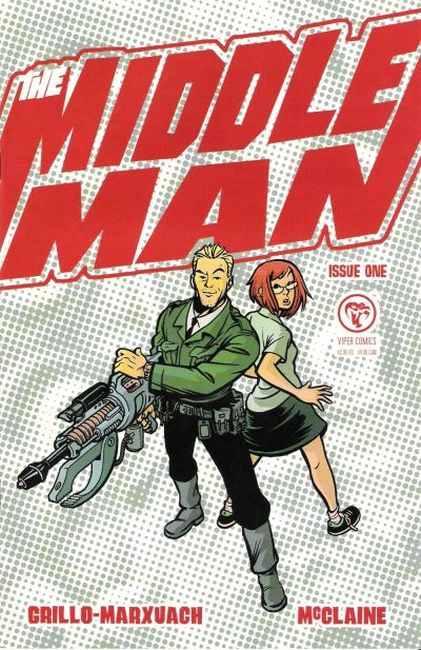 THE
MIDDLE
MAN
ISSUE ONE
VIPER COMICS
GRILLO-MARXUACH
McCLAINE